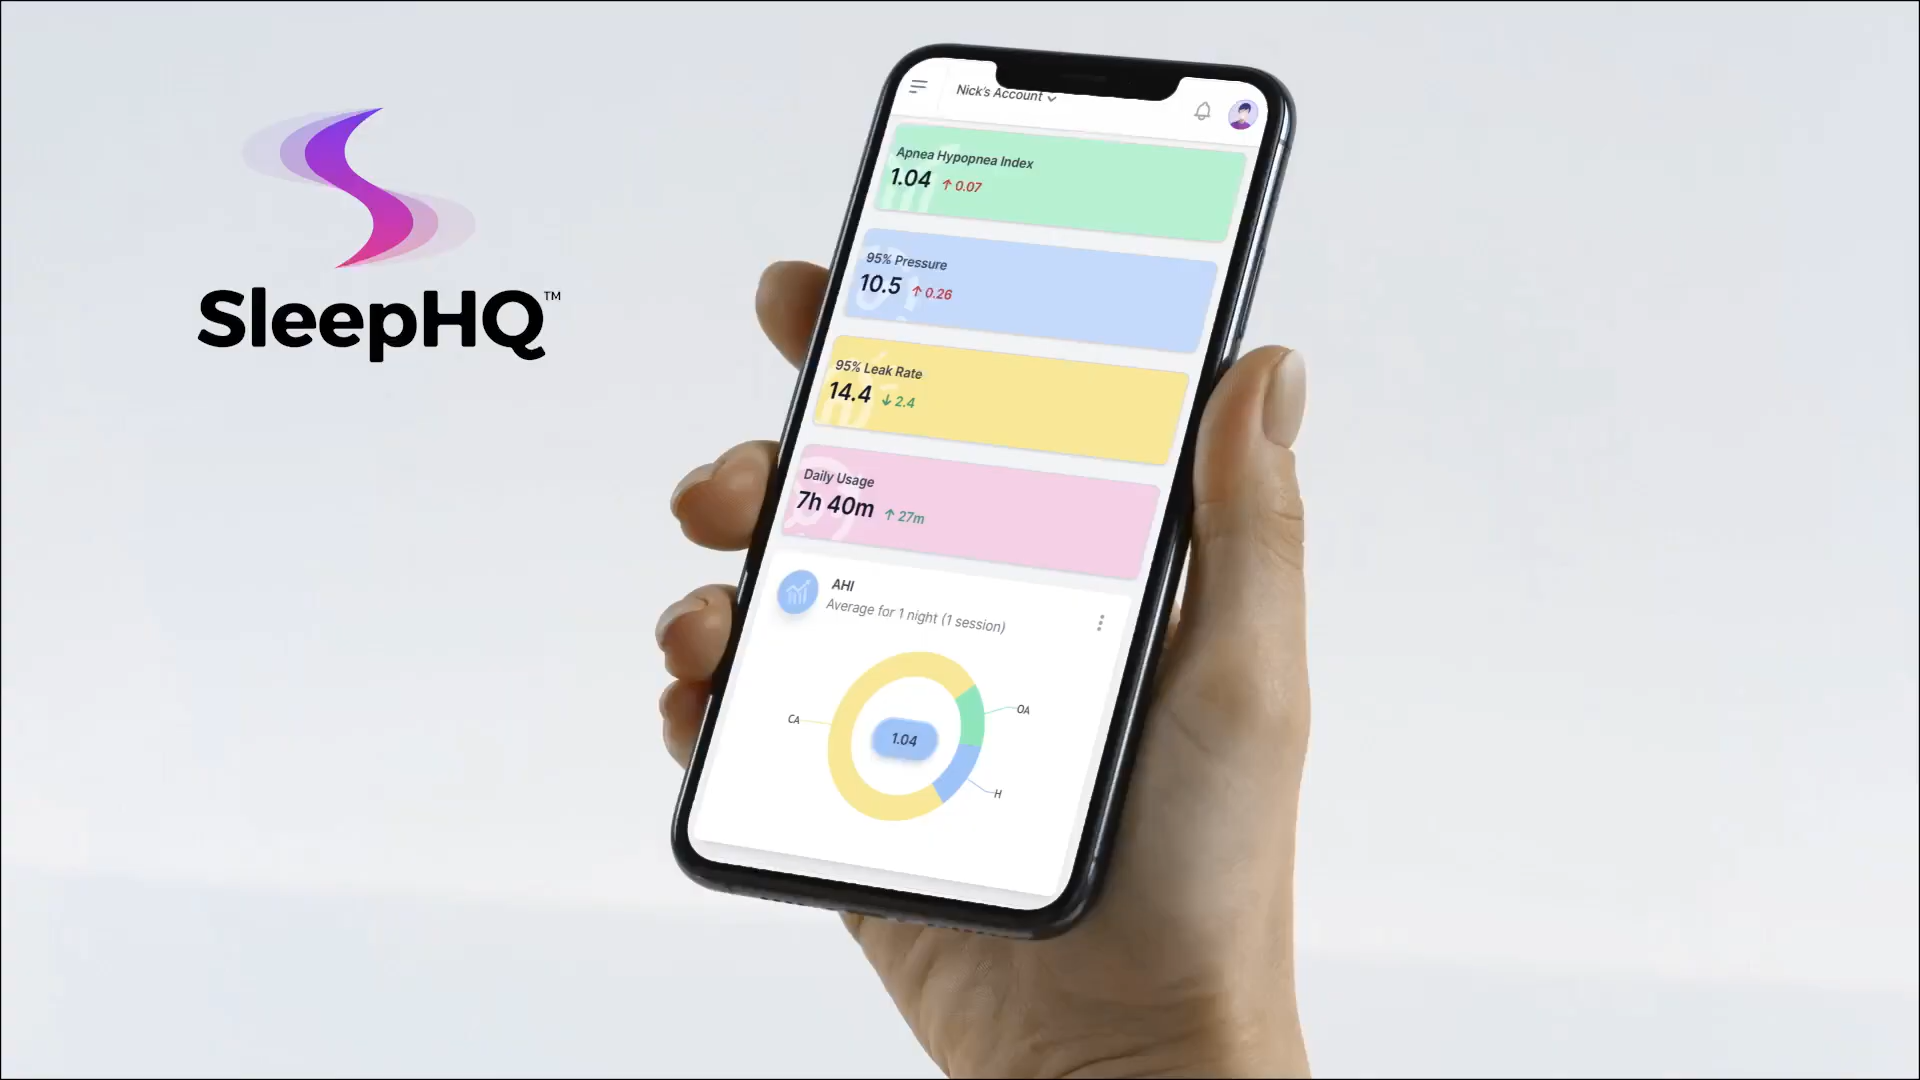 SleepHQ™
Nick's Account
Apnea Hypopnea Index
1.04 ↑ 0.07
95% Pressure
10.5 ↑ 0.26
95% Leak Rate
14.4 ↓ 2.4
Daily Usage
7h 40m ↑ 27m
AHI
Average for 1 night (1 session)
CA
OA
1.04
H